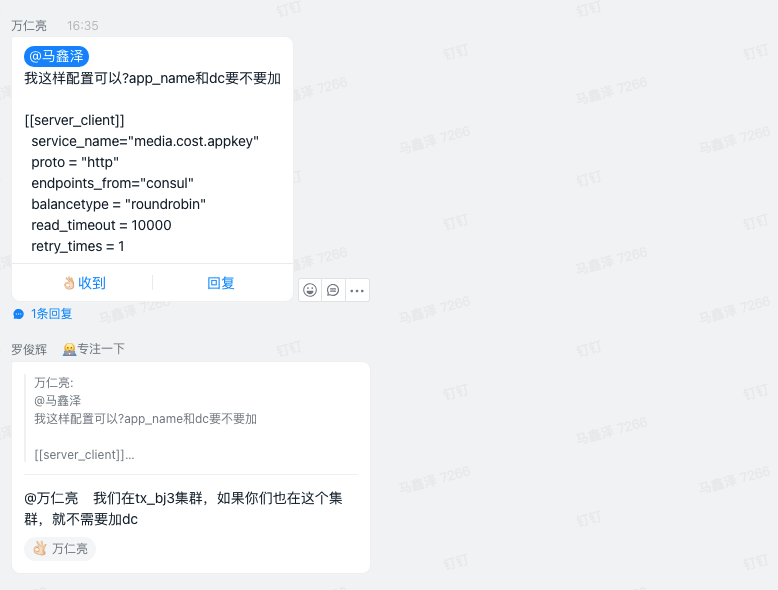 万仁亮 16:35
@马鑫泽
我这样配置可以?app_name和dc要不要加
[[server_client]]
service_name="media.cost.appkey"
proto = "http"
endpoints_from="consul"
balancetype = "roundrobin"
read_timeout = 10000
retry_times = 1
收到 回复
1条回复
罗俊辉 专注一下
万仁亮:
@马鑫泽
我这样配置可以?app_name和dc要不要加
[[server_client]]...
@万仁亮 我们在tx_bj3集群，如果你们也在这个集
群，就不需要加dc
万仁亮
钉钉
马鑫泽 7266